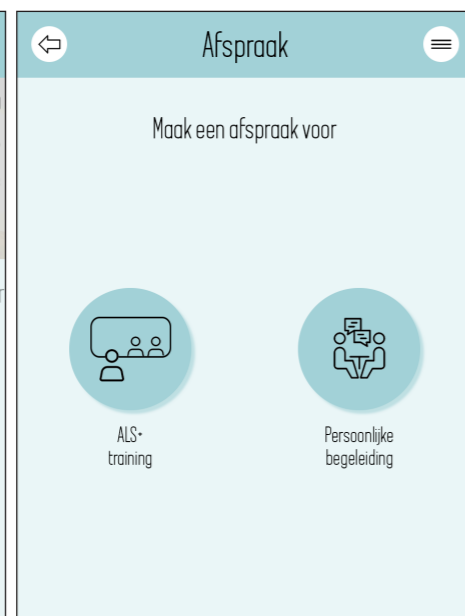 Afspraak
Maak een afspraak voor
ALS+
training
Persoonlijke
begeleiding